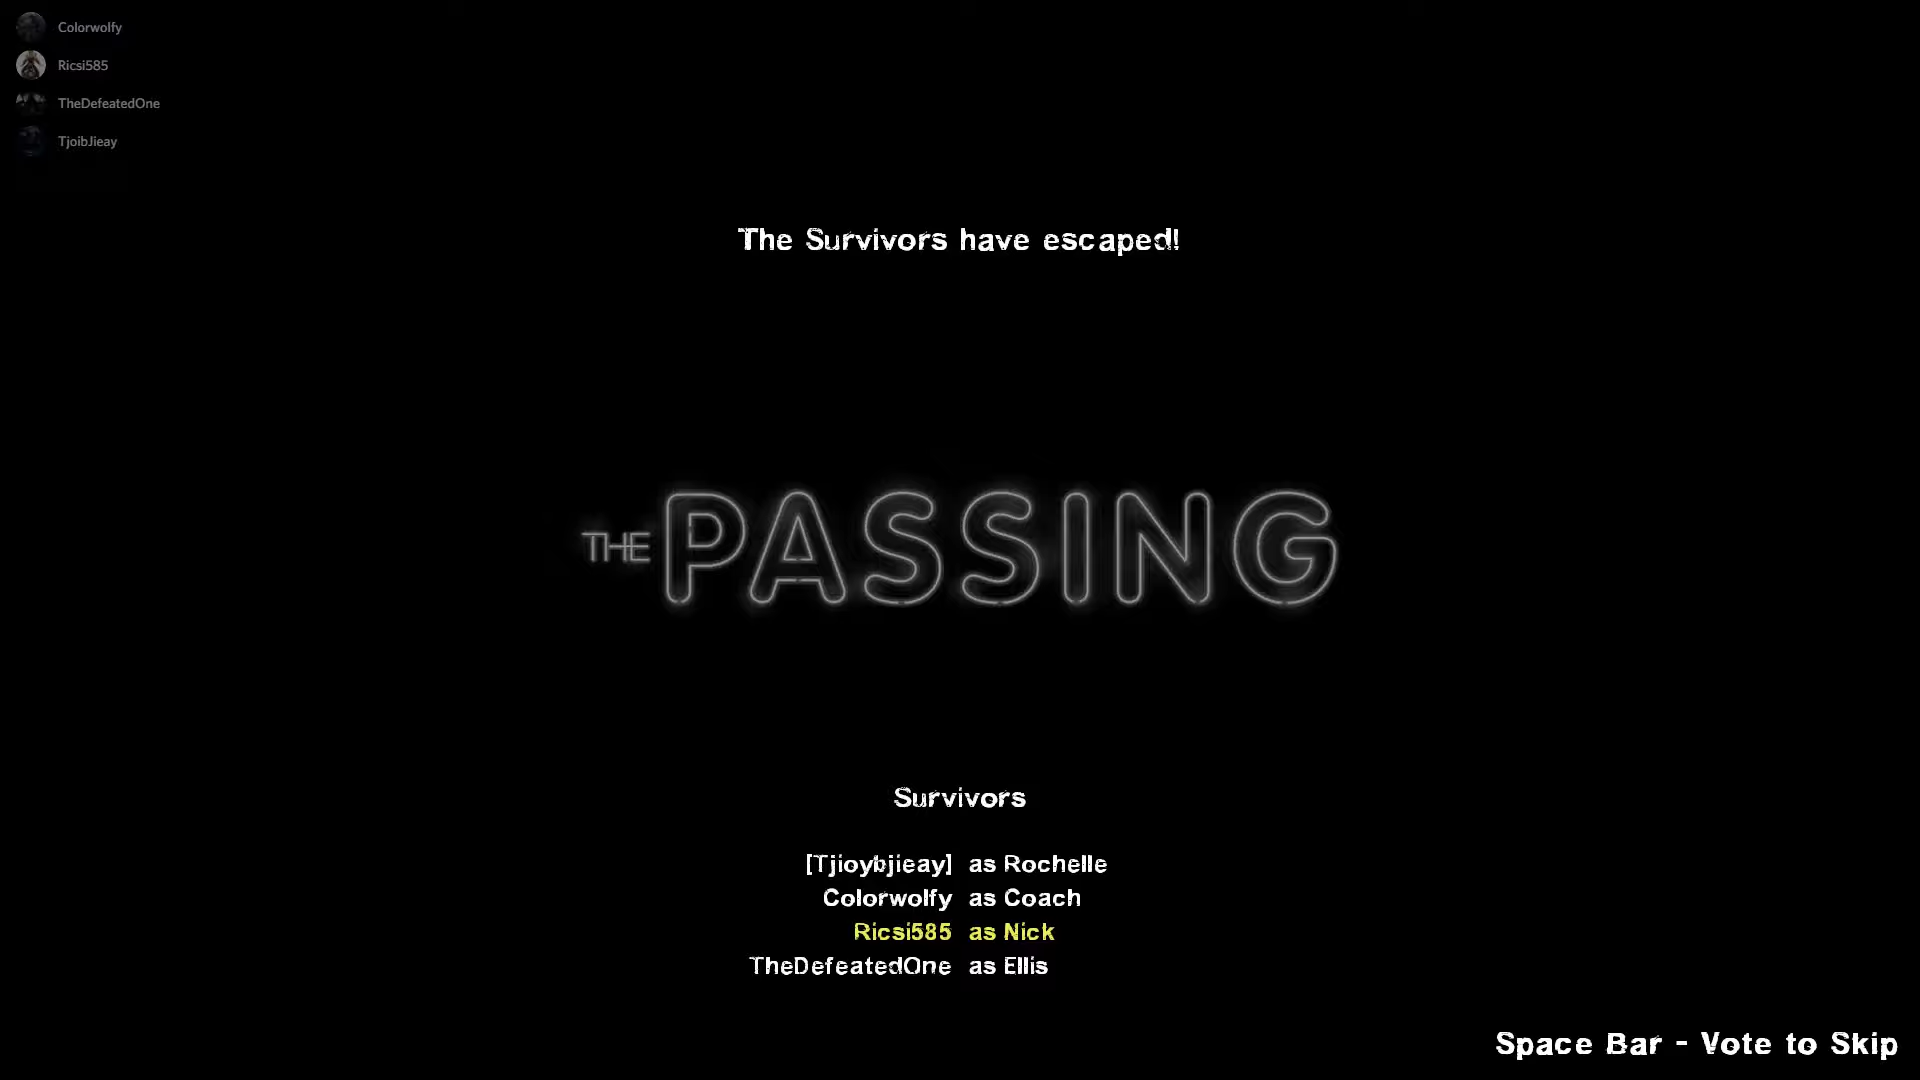 Colorwolfy
Ricsi585
TheDefeatedOne
TjoibJieay
The Survivors have escaped!
THE PASSING
Survivors
[Tjioybjieay] as Rochelle
Colorwolfy as Coach
Ricsi585 as Nick
TheDefeatedOne as Ellis
Space Bar - Vote to Skip